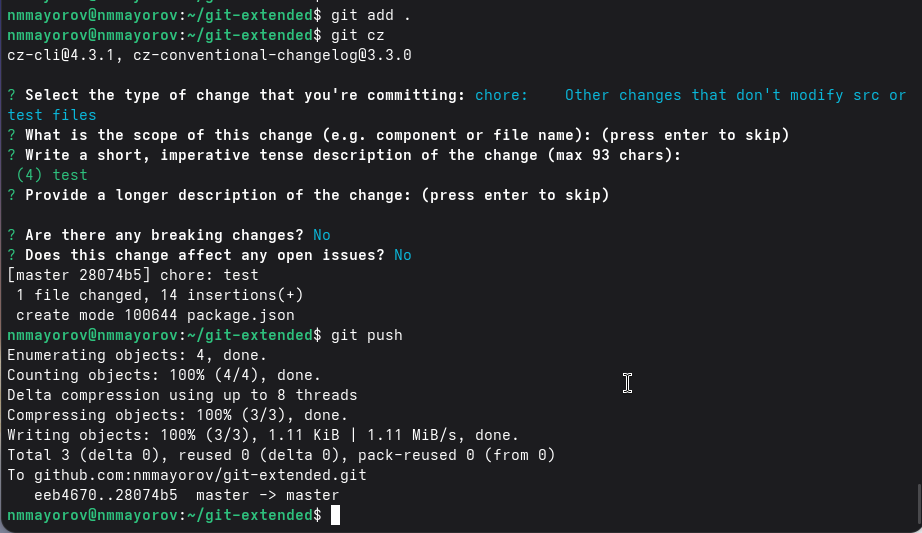 nmmayorov@nmmayorov:~/git-extended$ git add .
nmmayorov@nmmayorov:~/git-extended$ git cz
cz-cli@4.3.1, cz-conventional-changelog@3.3.0
? Select the type of change that you're committing: chore:    Other changes that don't modify src or
test files
? What is the scope of this change (e.g. component or file name): (press enter to skip)
? Write a short, imperative tense description of the change (max 93 chars):
 (4) test
? Provide a longer description of the change: (press enter to skip)
? Are there any breaking changes? No
? Does this change affect any open issues? No
[master 28074b5] chore: test
 1 file changed, 14 insertions(+)
 create mode 100644 package.json
nmmayorov@nmmayorov:~/git-extended$ git push
Enumerating objects: 4, done.
Counting objects: 100% (4/4), done.
Delta compression using up to 8 threads
Compressing objects: 100% (3/3), done.
Writing objects: 100% (3/3), 1.11 KiB | 1.11 MiB/s, done.
Total 3 (delta 0), reused 0 (delta 0), pack-reused 0 (from 0)
To github.com:nmmayorov/git-extended.git
   eeb4670..28074b5  master -> master
nmmayorov@nmmayorov:~/git-extended$